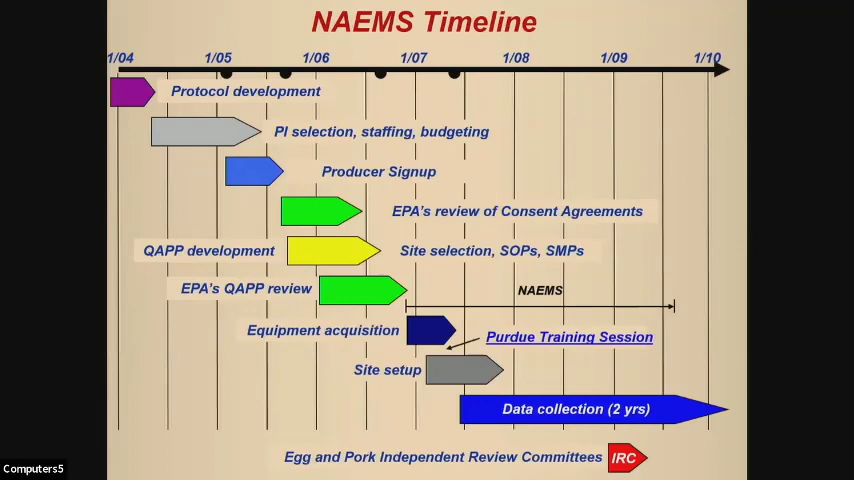 NAEMS Timeline
1/04 1/05 1/06 1/07 1/08 1/09 1/10
Protocol development
PI selection, staffing, budgeting
Producer Signup
EPA's review of Consent Agreements
QAPP development Site selection, SOPs, SMPs
EPA's QAPP review NAEMS
Equipment acquisition Purdue Training Session
Site setup
Data collection (2 yrs)
Egg and Pork Independent Review Committees IRC
Computers5